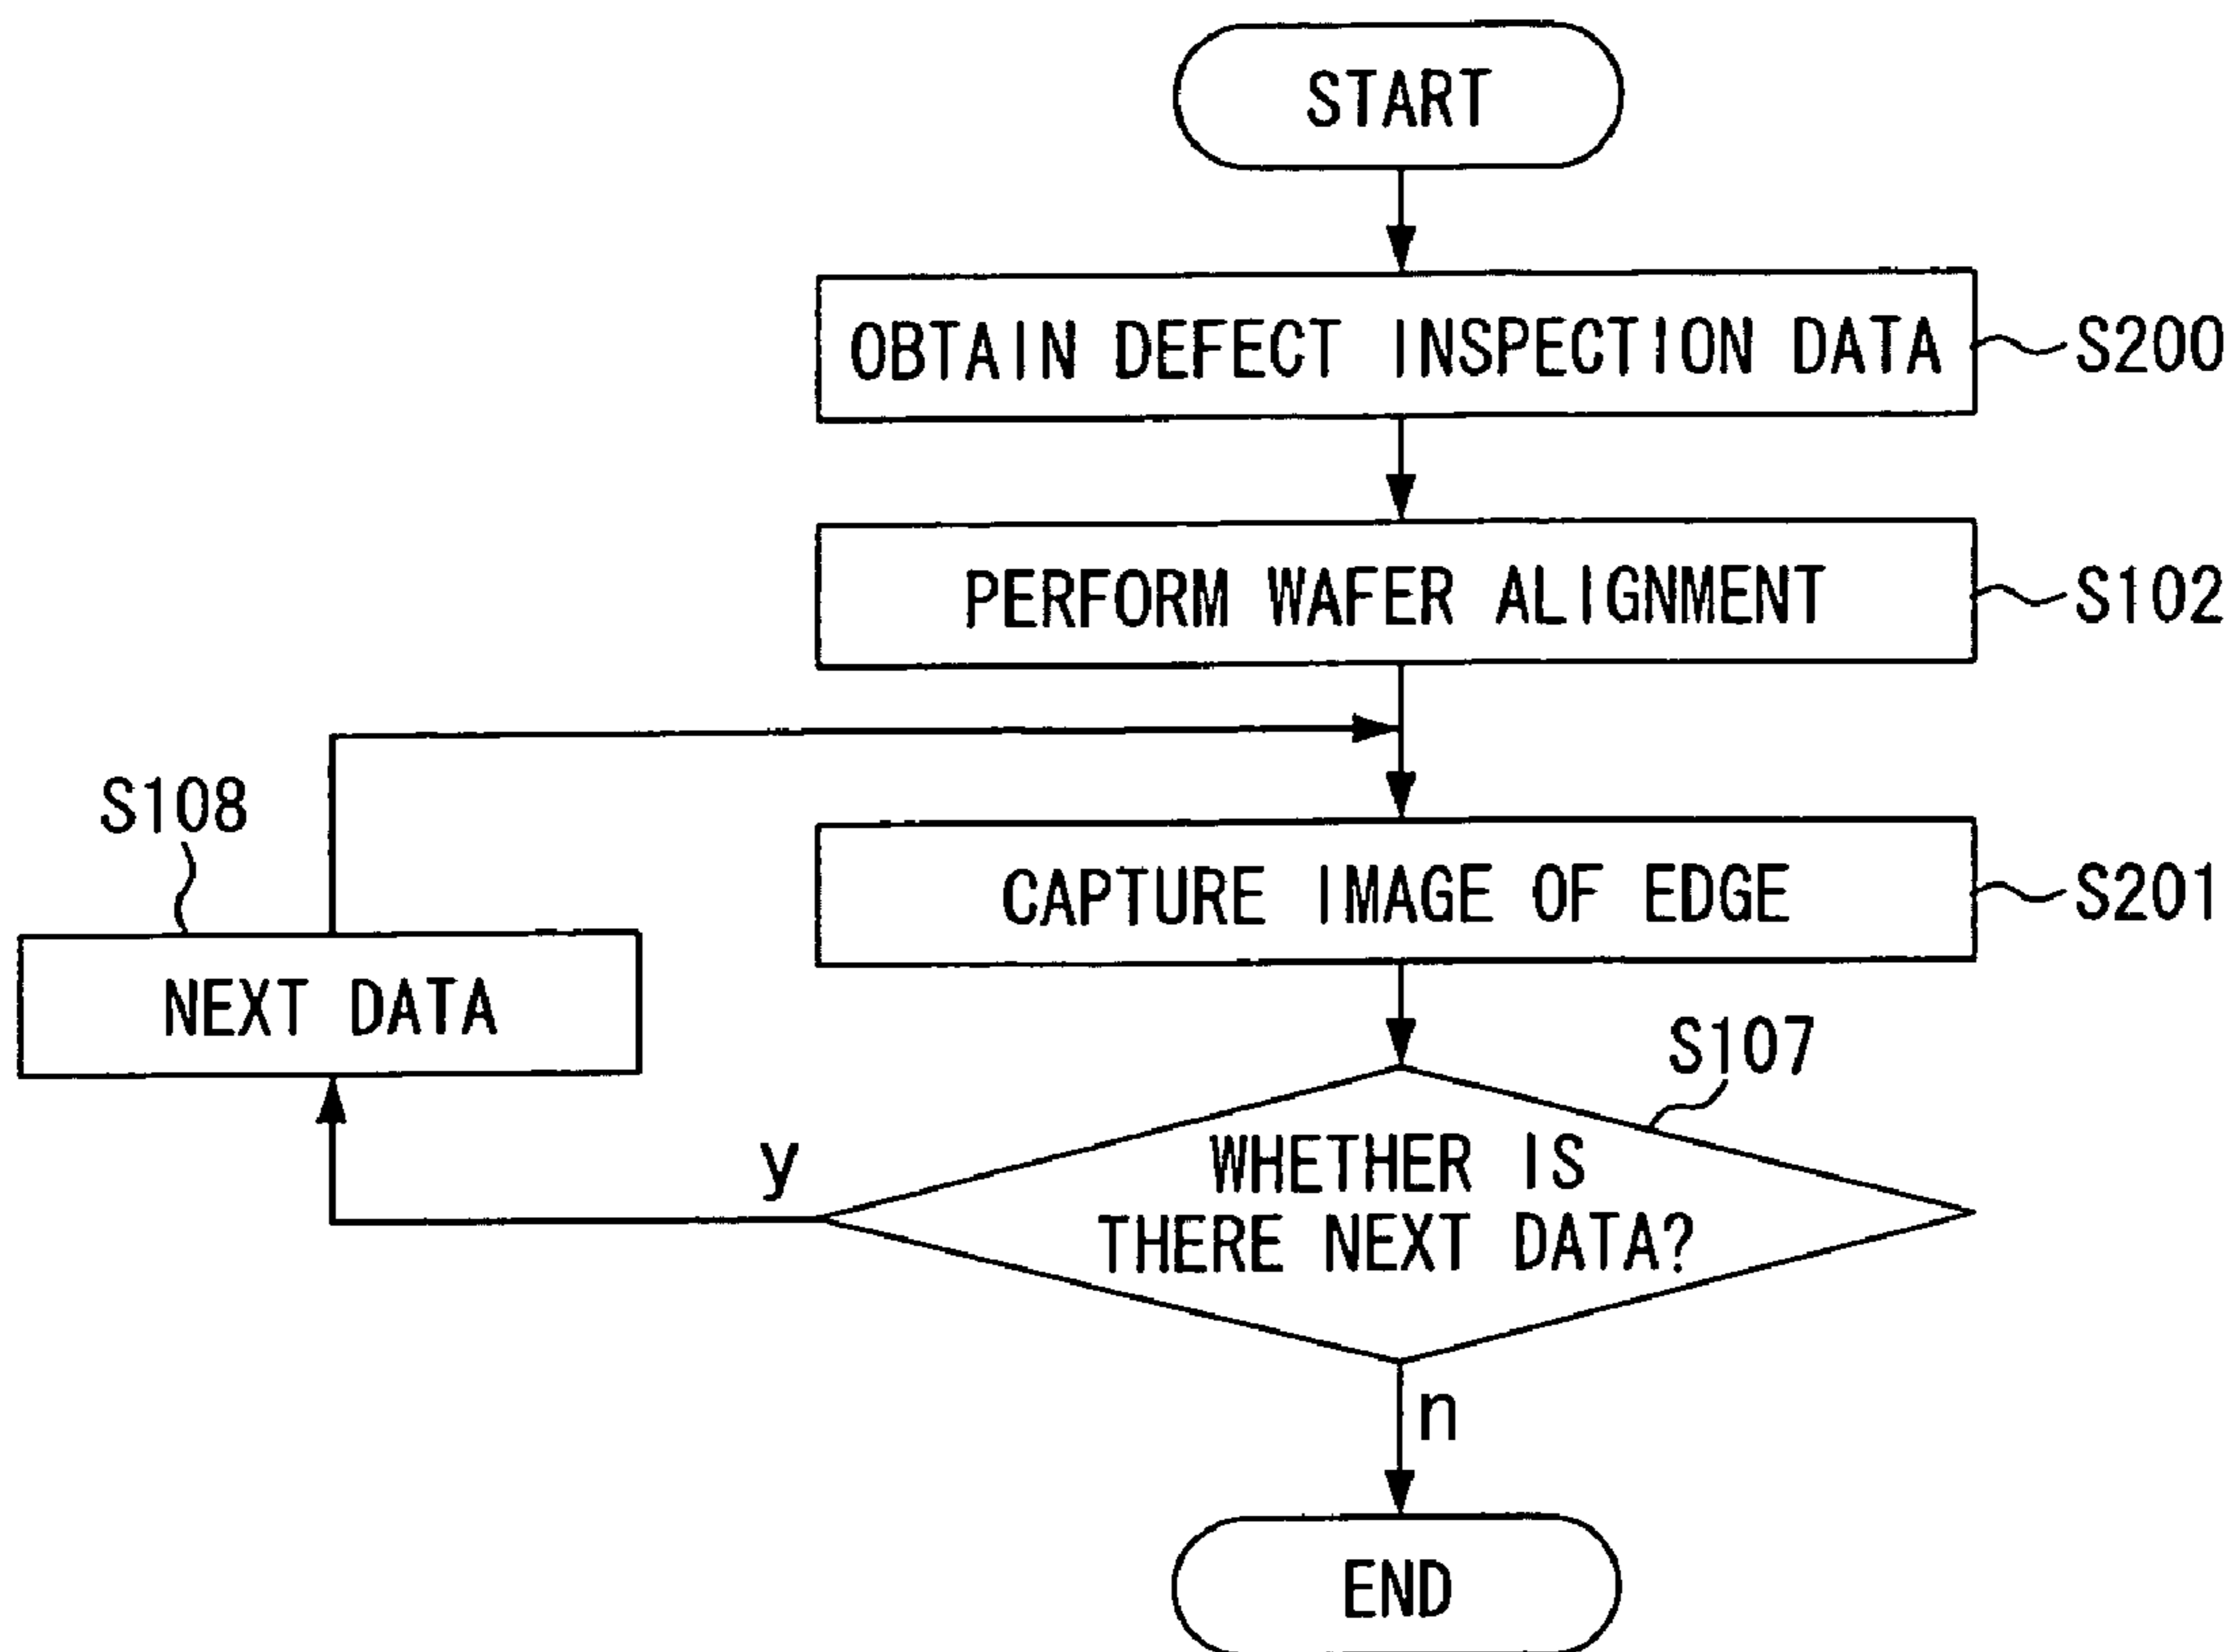 START
OBTAIN DEFECT INSPECTION DATA
S200
PERFORM WAFER ALIGNMENT
S102
S108
CAPTURE IMAGE OF EDGE
S201
NEXT DATA
S107
y
WHETHER IS
THERE NEXT DATA?
n
END